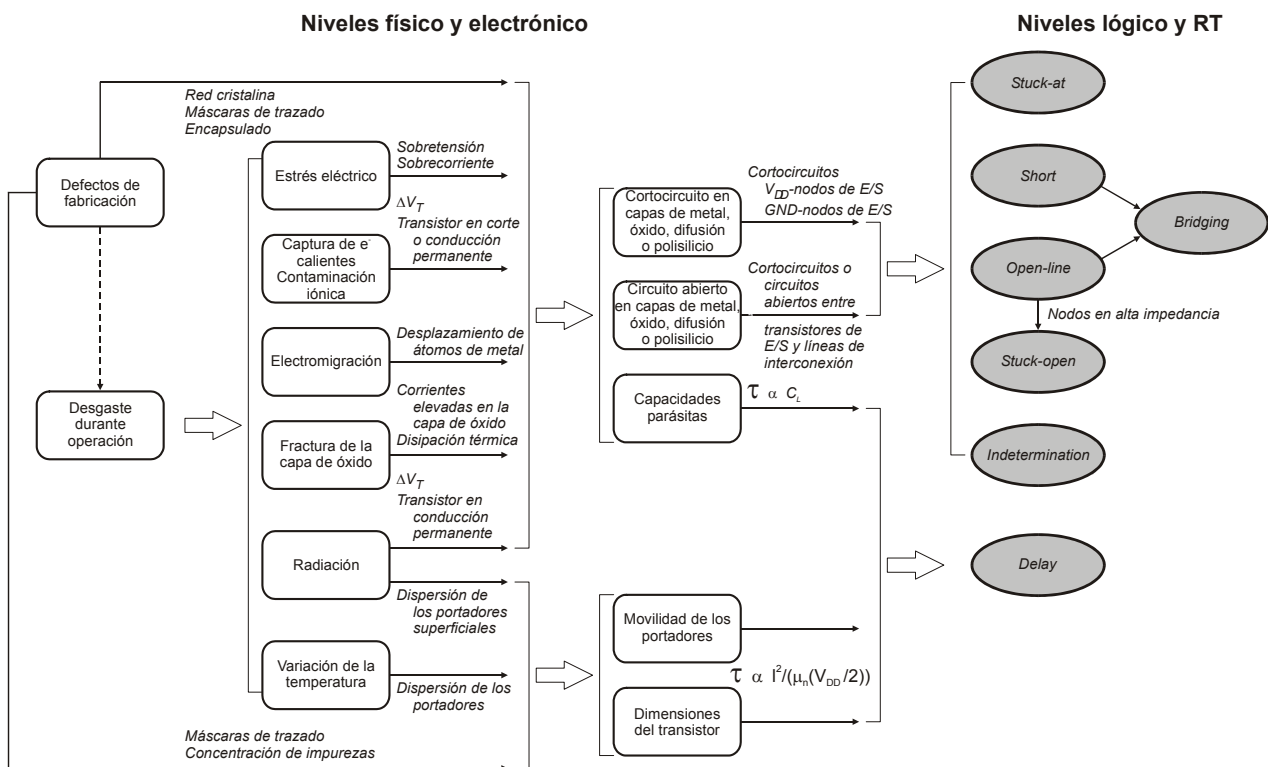 Niveles físico y electrónico
Niveles lógico y RT
Red cristalina
Máscaras de trazado
Encapsulado
Defectos de
fabricación
Desgaste
durante
operación
Estrés eléctrico
Sobretensión
Sobrecorriente
Captura de e-
calientes
Contaminación
iónica
ΔVT
Transistor en corte
o conducción
permanente
Electromigración
Desplazamiento de
átomos de metal
Fractura de la
capa de óxido
Corrientes
elevadas en la
capa de óxido
Disipación térmica
Radiación
ΔVT
Transistor en
conducción
permanente
Dispersión de
los portadores
superficiales
Variación de la
temperatura
Dispersión de los
portadores
Máscaras de trazado
Concentración de impurezas
Cortocircuito en
capas de metal,
óxido, difusión
o polisilicio
Cortocircuitos
VDD-nodos de E/S
GND-nodos de E/S
Circuito abierto
en capas de metal,
óxido, difusión
o polisilicio
Cortocircuitos o
circuitos
abiertos entre
transistores de
E/S y líneas de
interconexión
Capacidades
parásitas
τ α CL
Movilidad de los
portadores
τ α l²/(μn(VDD/2))
Dimensiones
del transistor
Stuck-at
Short
Bridging
Open-line
Nodos en alta impedancia
Stuck-open
Indetermination
Delay